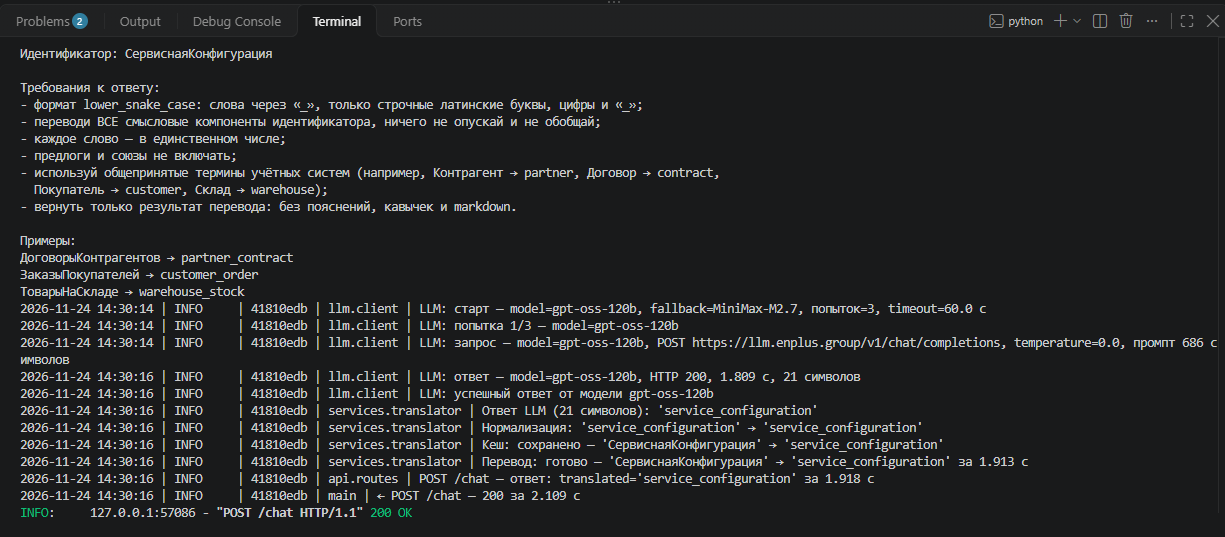 Problems 2 Output Debug Console Terminal Ports python
Идентификатор: СервиснаяКонфигурация
Требования к ответу:
- формат lower_snake_case: слова через «_», только строчные латинские буквы, цифры и «_»;
- переводи ВСЕ смысловые компоненты идентификатора, ничего не опускай и не обобщай;
- каждое слово — в единственном числе;
- предлоги и союзы не включать;
- используй общепринятые термины учётных систем (например, Контрагент → partner, Договор → contract,
Покупатель → customer, Склад → warehouse);
- вернуть только результат перевода: без пояснений, кавычек и markdown.
Примеры:
ДоговорыКонтрагентов → partner_contract
ЗаказыПокупателей → customer_order
ТоварыНаСкладе → warehouse_stock
2026-11-24 14:30:14 | INFO | 41810edb | llm.client | LLM: старт — model=gpt-oss-120b, fallback=MiniMax-M2.7, попыток=3, timeout=60.0 с
2026-11-24 14:30:14 | INFO | 41810edb | llm.client | LLM: попытка 1/3 — model=gpt-oss-120b
2026-11-24 14:30:14 | INFO | 41810edb | llm.client | LLM: запрос — model=gpt-oss-120b, POST https://llm.enplus.group/v1/chat/completions, temperature=0.0, промпт 686 с
имволов
2026-11-24 14:30:16 | INFO | 41810edb | llm.client | LLM: ответ — model=gpt-oss-120b, HTTP 200, 1.809 с, 21 символов
2026-11-24 14:30:16 | INFO | 41810edb | llm.client | LLM: успешный ответ от модели gpt-oss-120b
2026-11-24 14:30:16 | INFO | 41810edb | services.translator | Ответ LLM (21 символов): 'service_configuration'
2026-11-24 14:30:16 | INFO | 41810edb | services.translator | Нормализация: 'service_configuration' → 'service_configuration'
2026-11-24 14:30:16 | INFO | 41810edb | services.translator | Кеш: сохранено — 'СервиснаяКонфигурация' → 'service_configuration'
2026-11-24 14:30:16 | INFO | 41810edb | services.translator | Перевод: готово — 'СервиснаяКонфигурация' → 'service_configuration' за 1.913 с
2026-11-24 14:30:16 | INFO | 41810edb | api.routes | POST /chat — ответ: translated='service_configuration' за 1.918 с
2026-11-24 14:30:16 | INFO | 41810edb | main | ← POST /chat — 200 за 2.109 с
INFO: 127.0.0.1:57086 - "POST /chat HTTP/1.1" 200 OK